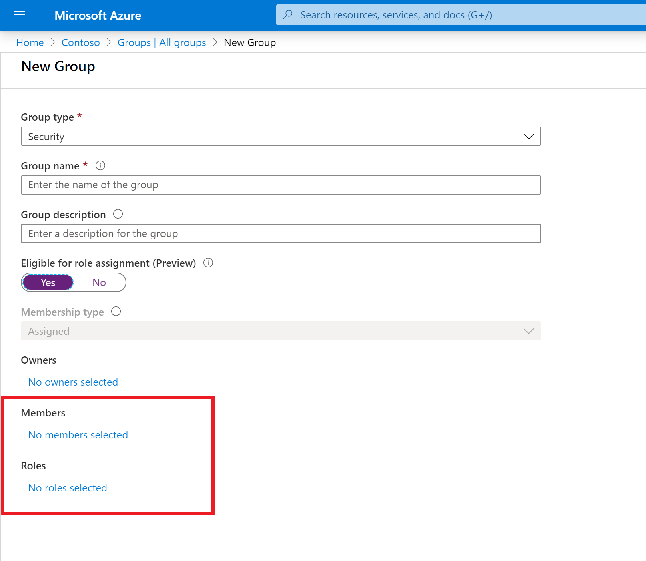 Microsoft Azure
Search resources, services, and docs (G+/)
Home > Contoso > Groups | All groups > New Group
New Group
Group type *
Security
Group name *
Enter the name of the group
Group description
Enter a description for the group
Eligible for role assignment (Preview)
Yes No
Membership type
Assigned
Owners
No owners selected
Members
No members selected
Roles
No roles selected